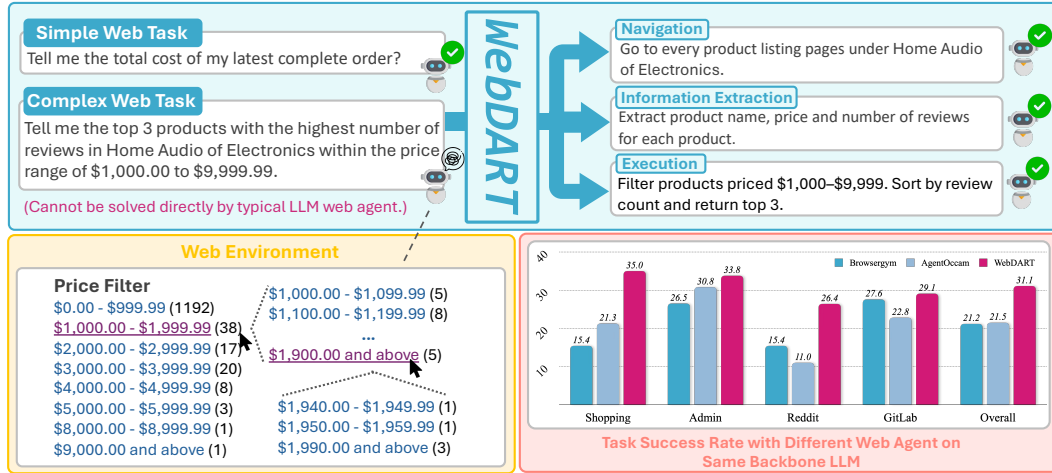 Simple Web Task
Tell me the total cost of my latest complete order?
Complex Web Task
Tell me the top 3 products with the highest number of
reviews in Home Audio of Electronics within the price
range of $1,000.00 to $9,999.99.
(Cannot be solved directly by typical LLM web agent.)
WebDART
Navigation
Go to every product listing pages under Home Audio
of Electronics.
Information Extraction
Extract product name, price and number of reviews
for each product.
Execution
Filter products priced $1,000–$9,999. Sort by review
count and return top 3.
Web Environment
Price Filter
$0.00 - $999.99 (1192)
$1,000.00 - $1,999.99 (38)
$2,000.00 - $2,999.99 (17)
$3,000.00 - $3,999.99 (20)
$4,000.00 - $4,999.99 (8)
$5,000.00 - $5,999.99 (3)
$8,000.00 - $8,999.99 (1)
$9,000.00 and above (1)
$1,000.00 - $1,099.99 (5)
$1,100.00 - $1,199.99 (8)
...
$1,900.00 and above (5)
$1,940.00 - $1,949.99 (1)
$1,950.00 - $1,959.99 (1)
$1,990.00 and above (3)
Browsergym AgentOccam WebDART
40
30
20
10
15.4 21.3 35.0
26.5 30.8 33.8
15.4 11.0 26.4
27.6 22.8 29.1
21.2 21.5 31.1
Shopping Admin Reddit GitLab Overall
Task Success Rate with Different Web Agent on
Same Backbone LLM